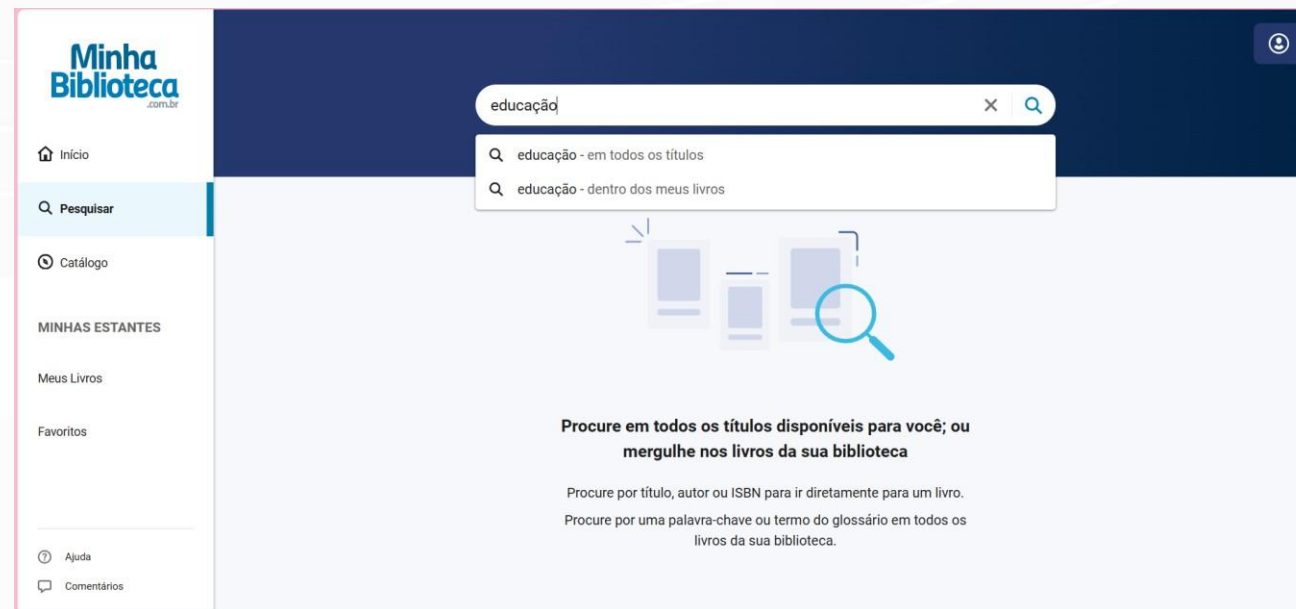 Minha
Biblioteca
.com.br
Início
Pesquisar
Catálogo
MINHAS ESTANTES
Meus Livros
Favoritos
Ajuda
Comentários
educação
educação - em todos os títulos
educação - dentro dos meus livros
Procure em todos os títulos disponíveis para você; ou
mergulhe nos livros da sua biblioteca
Procure por título, autor ou ISBN para ir diretamente para um livro.
Procure por uma palavra-chave ou termo do glossário em todos os
livros da sua biblioteca.